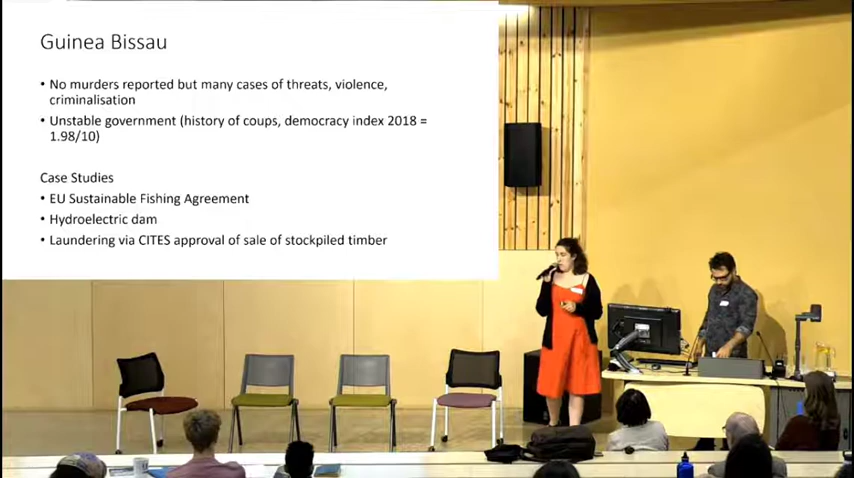 Guinea Bissau
• No murders reported but many cases of threats, violence,
criminalisation
• Unstable government (history of coups, democracy index 2018 =
1.98/10)
Case Studies
• EU Sustainable Fishing Agreement
• Hydroelectric dam
• Laundering via CITES approval of sale of stockpiled timber